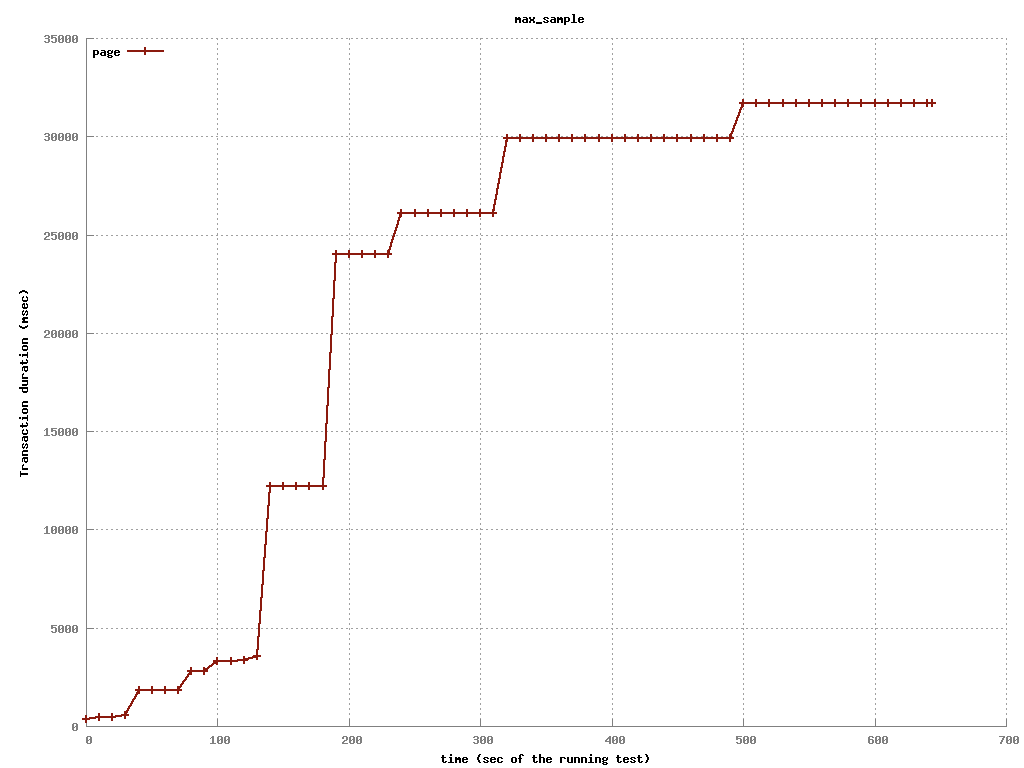 max_sample
35000
page
30000
25000
20000
15000
10000
5000
0
Transaction duration (msec)
0 100 200 300 400 500 600 700
time (sec of the running test)